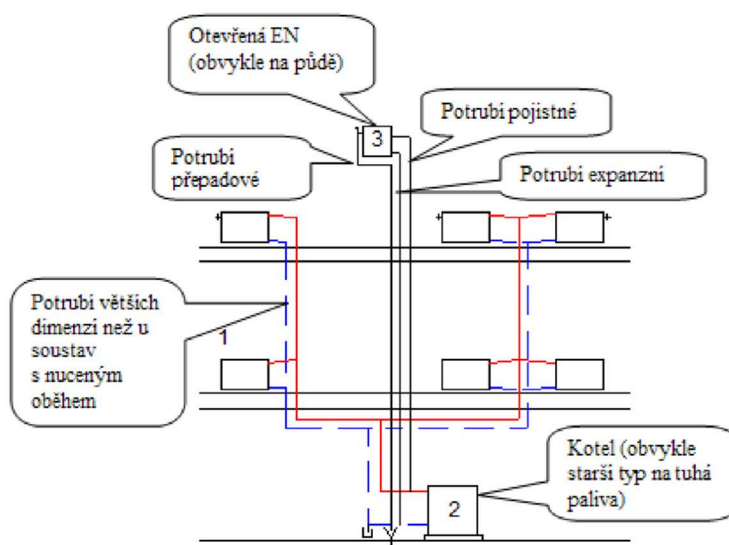 Otevřená EN
(obvykle na půdě)
3
Potrubí pojistné
Potrubí
přepadové
Potrubí expanzní
Potrubí větších
dimenzí než u
soustav
s nuceným
oběhem
1
Kotel (obvykle
starší typ na tuhá
paliva)
2